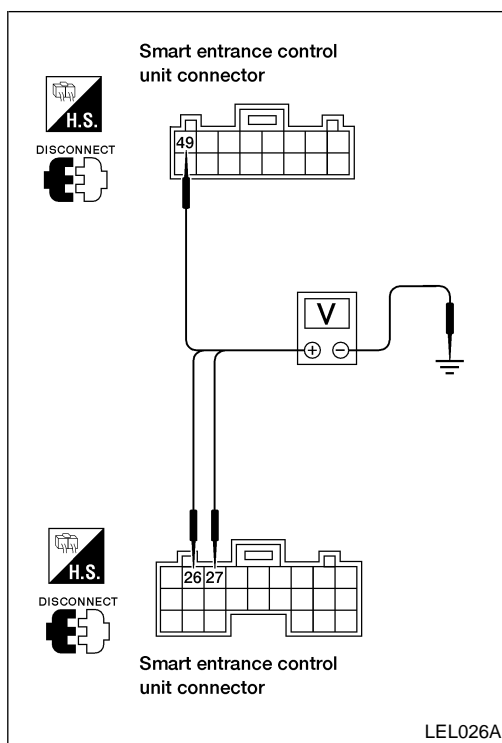 Smart entrance control
unit connector
H.S.
DISCONNECT
49
V
+ −
H.S.
DISCONNECT
26 27
Smart entrance control
unit connector
LEL026A